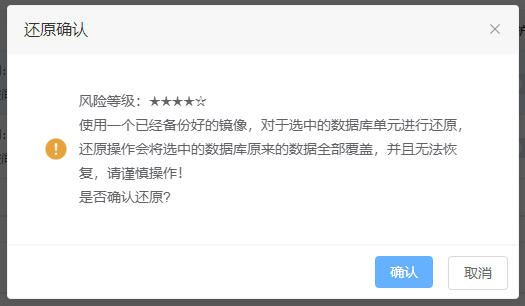 还原确认
风险等级：★★★★☆
使用一个已经备份好的镜像，对于选中的数据库单元进行还原，
还原操作会将选中的数据库原来的数据全部覆盖，并且无法恢
复，请谨慎操作！
是否确认还原？
确认
取消